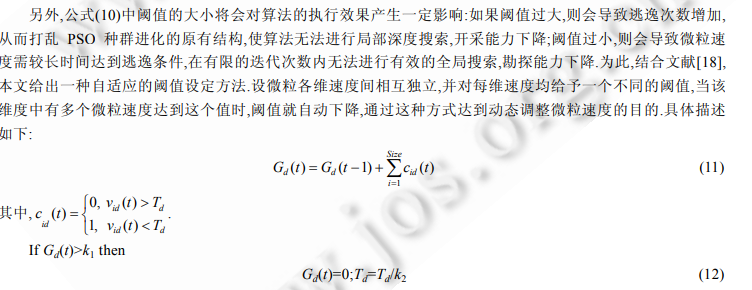 另外,公式(10)中阈值的大小将会对算法的执行效果产生一定影响:如果阈值过大,则会导致逃逸次数增加,
从而打乱 PSO 种群进化的原有结构,使算法无法进行局部深度搜索,开采能力下降;阈值过小,则会导致微粒速
度需较长时间达到逃逸条件,在有限的迭代次数内无法进行有效的全局搜索,勘探能力下降.为此,结合文献[18],
本文给出一种自适应的阈值设定方法.设微粒各维速度间相互独立,并对每维速度均给予一个不同的阈值,当该
维度中有多个微粒速度达到这个值时,阈值就自动下降,通过这种方式达到动态调整微粒速度的目的.具体描述
如下:
G_d(t) = G_d(t−1) + \sum_{i=1}^{Size} c_{id}(t) (11)
其中, c_{id}(t) = \begin{cases} 0, & v_{id}(t) > T_d \\ 1, & v_{id}(t) < T_d \end{cases}.
If G_d(t)>k_1 then
G_d(t)=0;T_d=T_d/k_2 (12)
www.jos.org.cn